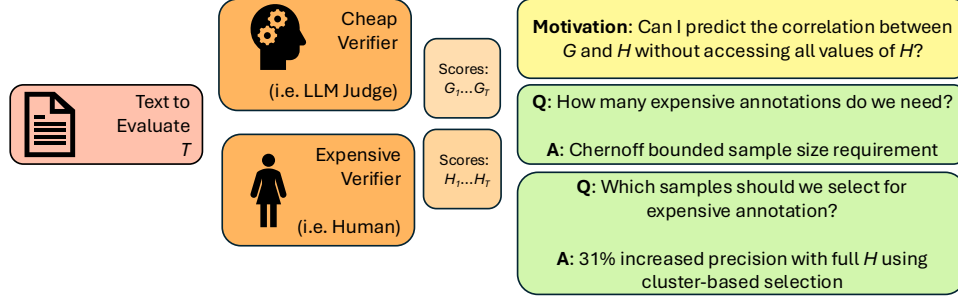 Text to
Evaluate
T
Cheap
Verifier
(i.e. LLM Judge)
Expensive
Verifier
(i.e. Human)
Scores:
G₁...G_T
Scores:
H₁...H_T
Motivation: Can I predict the correlation between
G and H without accessing all values of H?
Q: How many expensive annotations do we need?
A: Chernoff bounded sample size requirement
Q: Which samples should we select for
expensive annotation?
A: 31% increased precision with full H using
cluster-based selection